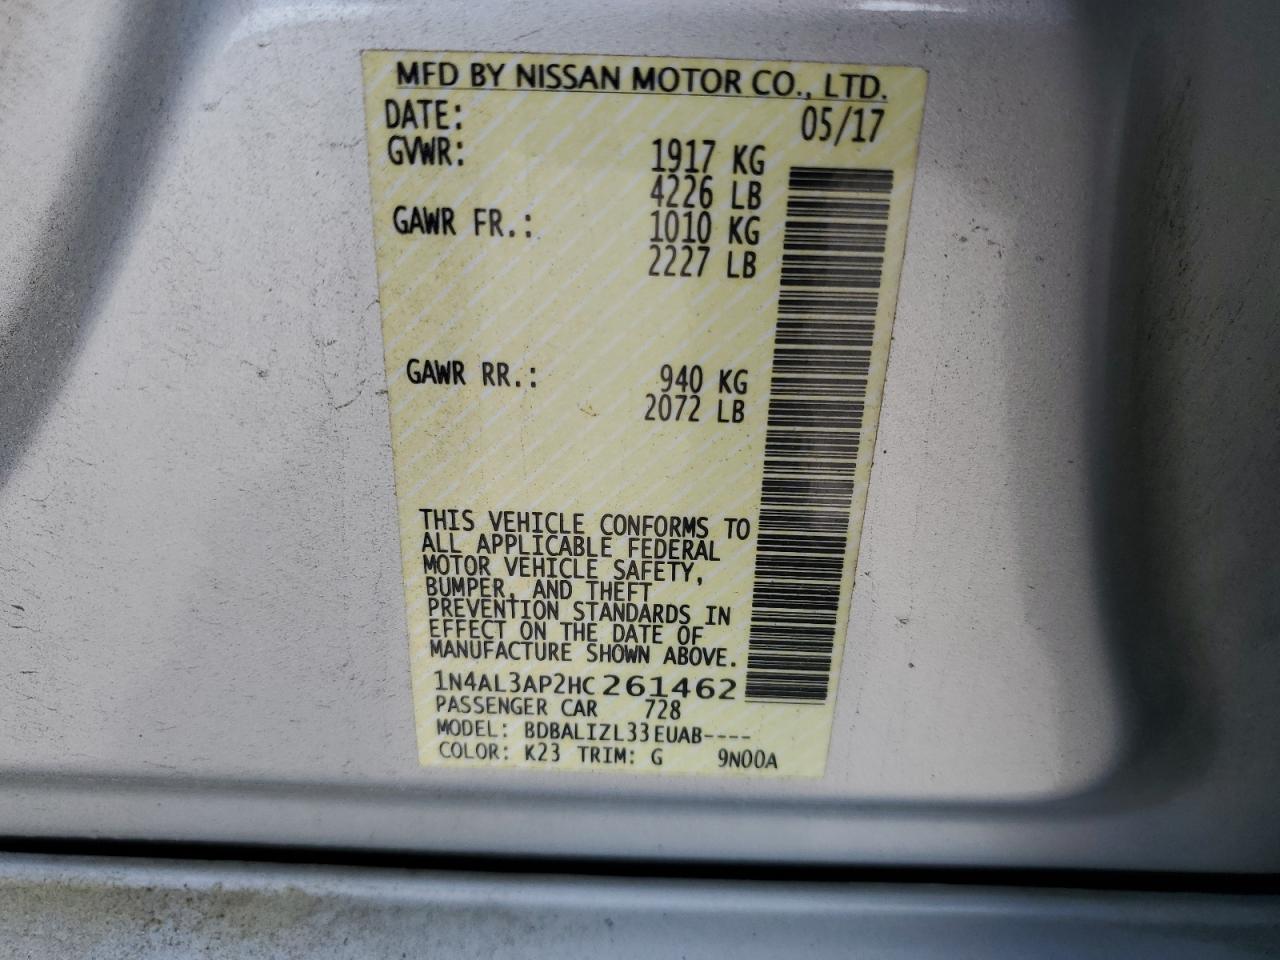 MFD BY NISSAN MOTOR CO., LTD.
DATE: 05/17
GVWR: 1917 KG
4226 LB
GAWR FR.: 1010 KG
2227 LB
GAWR RR.: 940 KG
2072 LB
THIS VEHICLE CONFORMS TO
ALL APPLICABLE FEDERAL
MOTOR VEHICLE SAFETY,
BUMPER, AND THEFT
PREVENTION STANDARDS IN
EFFECT ON THE DATE OF
MANUFACTURE SHOWN ABOVE.
1N4AL3AP2HC261462
PASSENGER CAR 728
MODEL: BDBALIZL33EUAB----
COLOR: K23 TRIM: G 9N00A